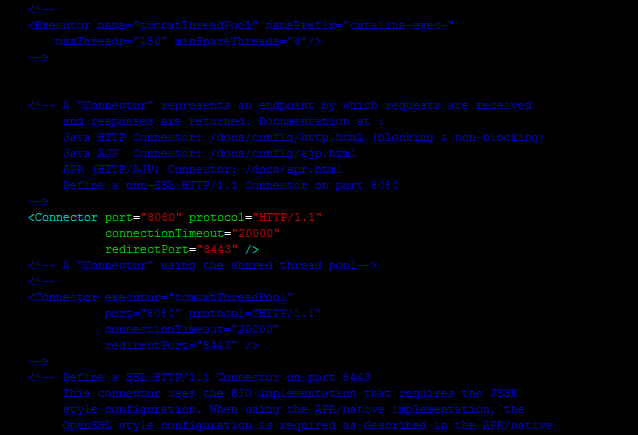 <!--
<Executor name="tomcatThreadPool" namePrefix="catalina-exec-"
maxThreads="150" minSpareThreads="4"/>
-->
<!-- A "Connector" represents an endpoint by which requests are received
and responses are returned. Documentation at :
Java HTTP Connector: /docs/config/http.html (blocking & non-blocking)
Java AJP  Connector: /docs/config/ajp.html
APR (HTTP/AJP) Connector: /docs/apr.html
Define a non-SSL HTTP/1.1 Connector on port 8080
-->
<Connector port="8080" protocol="HTTP/1.1"
connectionTimeout="20000"
redirectPort="8443" />
<!-- A "Connector" using the shared thread pool-->
<!--
<Connector executor="tomcatThreadPool"
port="8080" protocol="HTTP/1.1"
connectionTimeout="20000"
redirectPort="8443" />
-->
<!-- Define a SSL HTTP/1.1 Connector on port 8443
This connector uses the BIO implementation that requires the JSSE
style configuration. When using the APR/native implementation, the
OpenSSL style configuration is required as described in the APR/native